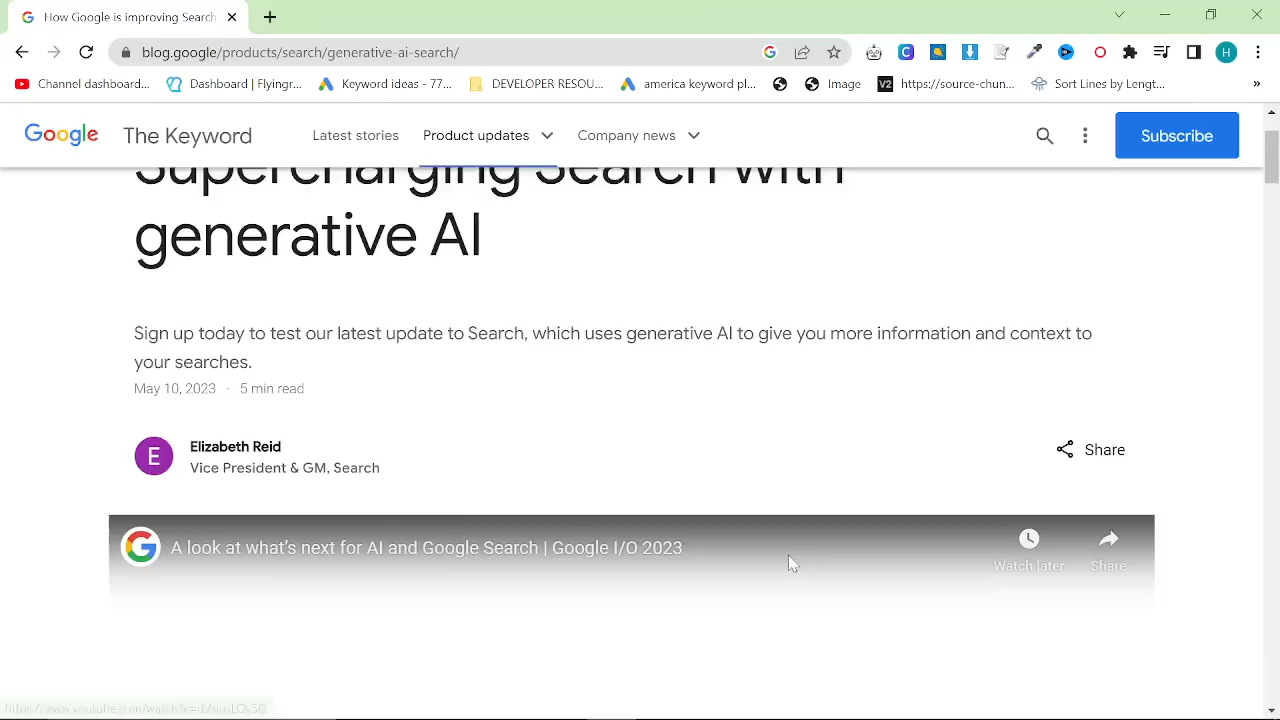 How Google is improving Search
blog.google/products/search/generative-ai-search/
H
Channel dashboard...
Dashboard | Flyingr...
Keyword ideas - 77...
DEVELOPER RESOU...
america keyword pl...
Image
V2
https://source-chun...
Sort Lines by Lengt...
»
Google
The Keyword
Latest stories
Product updates
Company news
Subscribe
Supercharging Search with
generative AI
Sign up today to test our latest update to Search, which uses generative AI to give you more information and context to
your searches.
May 10, 2023 · 5 min read
E
Elizabeth Reid
Vice President & GM, Search
Share
A look at what's next for AI and Google Search | Google I/O 2023
Watch later
Share